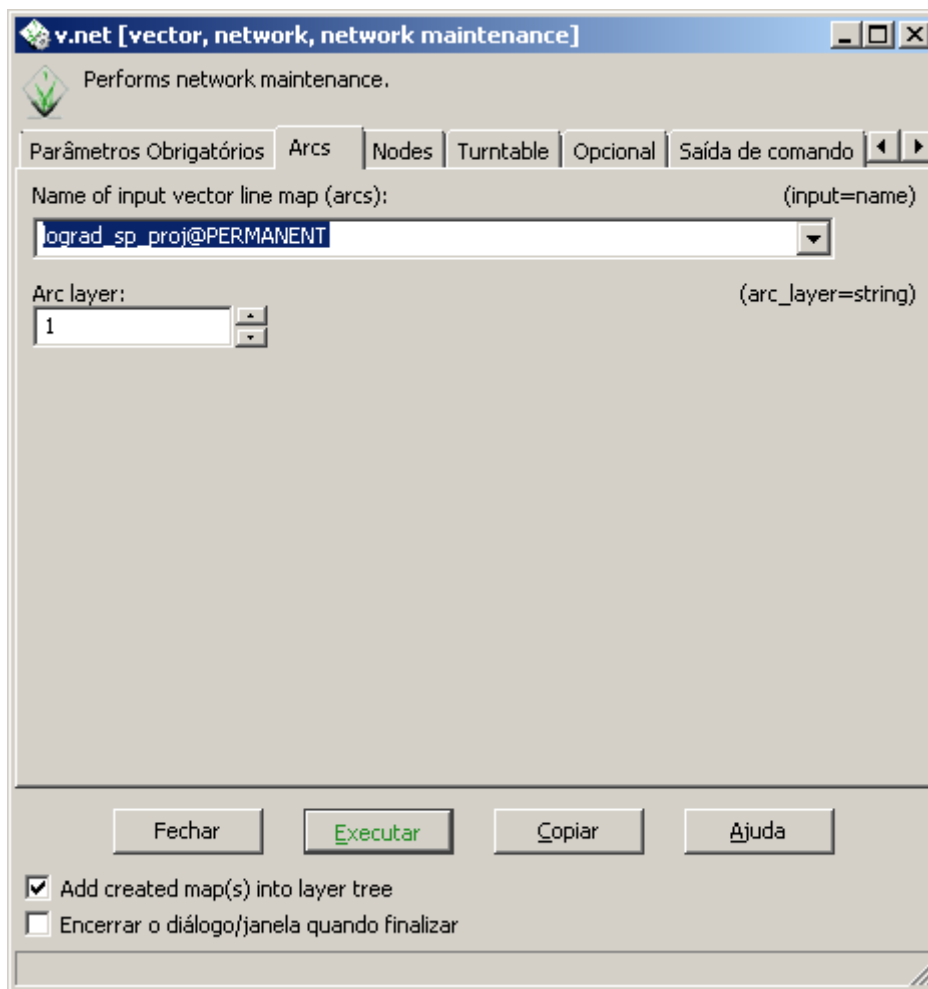 v.net [vector, network, network maintenance]
Performs network maintenance.
Parâmetros Obrigatórios Arcs Nodes Turntable Opcional Saída de comando
Name of input vector line map (arcs): (input=name)
lograd_sp_proj@PERMANENT
Arc layer: (arc_layer=string)
1
Fechar Executar Copiar Ajuda
Add created map(s) into layer tree
Encerrar o diálogo/janela quando finalizar